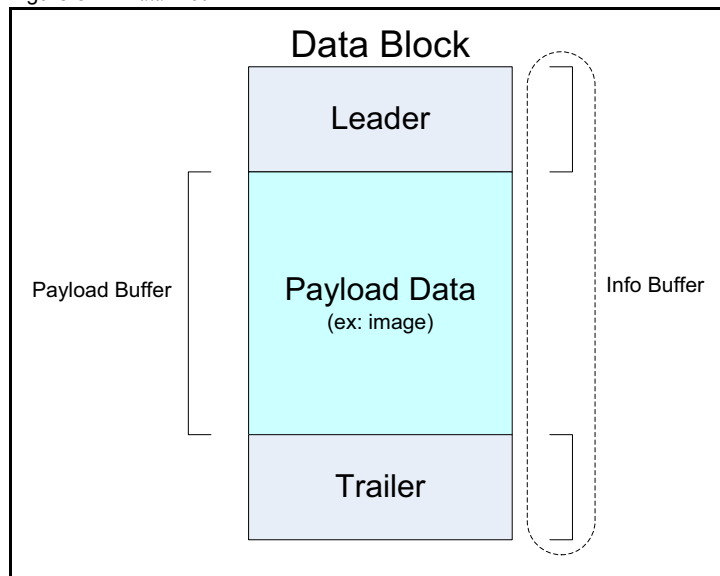 Data Block
Leader
Payload Buffer
Payload Data
(ex: image)
Info Buffer
Trailer